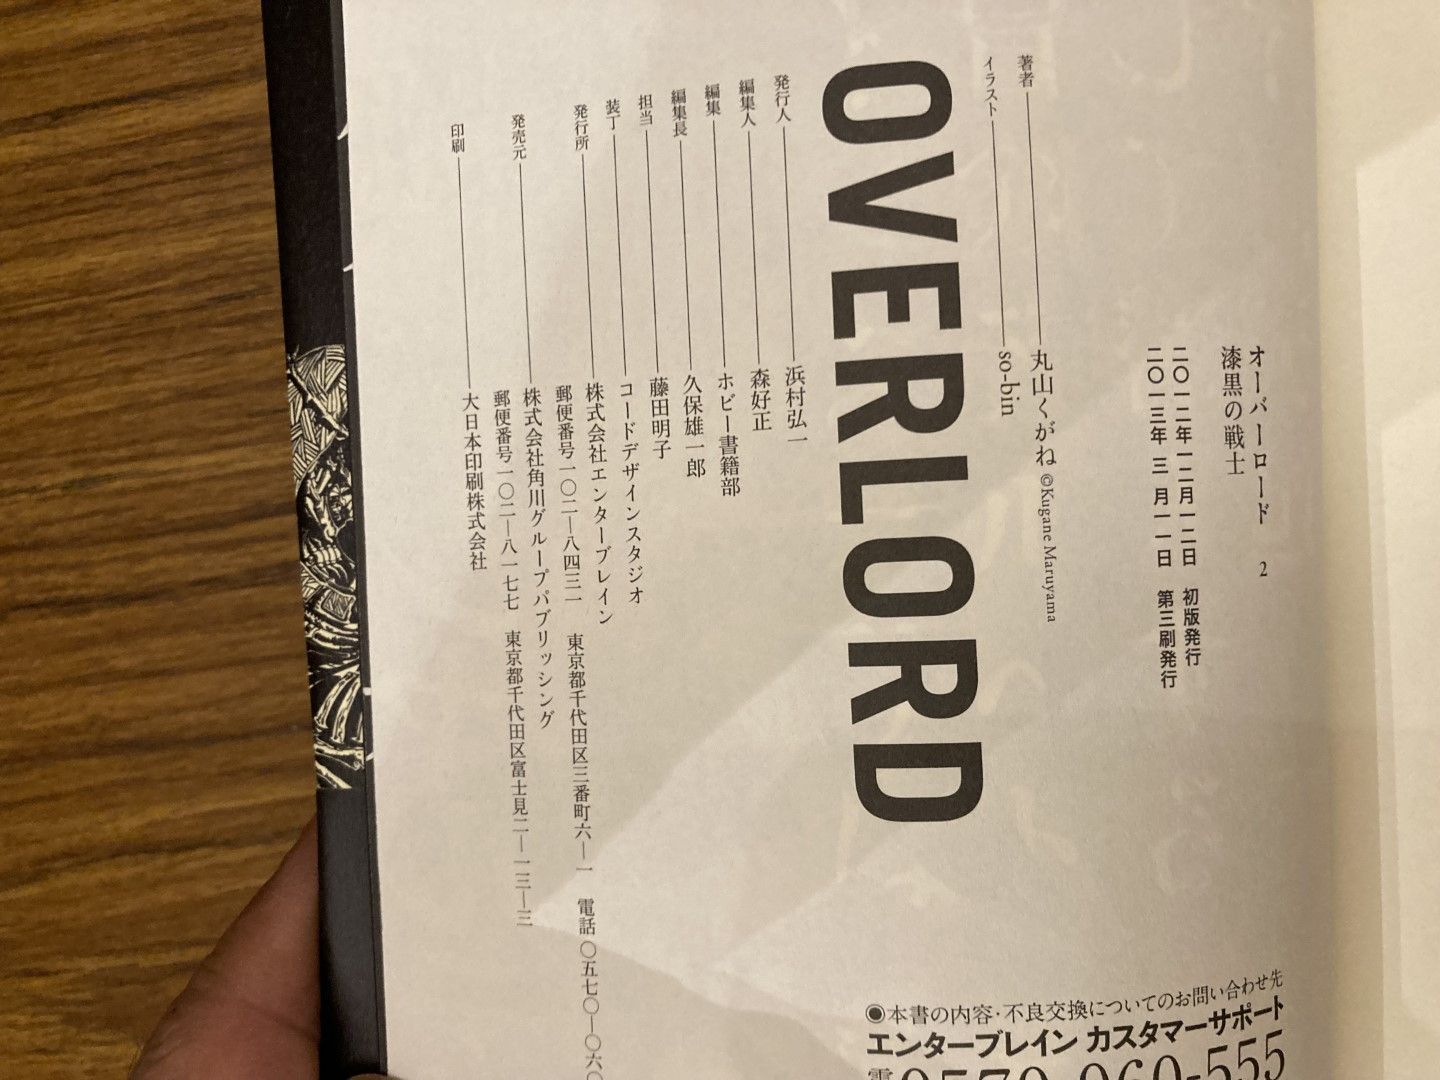 オーバーロード 2
漆黒の戦士
二〇一二年一二月一二日 初版発行
二〇一三年 三 月一一日 第三刷発行
著者 丸山くがね ©Kugane Maruyama
イラスト so-bin
OVERLORD
発行人 浜村弘一
編集人 森好正
編集 ホビー書籍部
編集長 久保雄一郎
担当 藤田明子
装丁 コードデザインスタジオ
発行所 株式会社エンターブレイン
郵便番号一〇二―八四三一 東京都千代田区三番町六―一 電話 〇五七〇―〇六〇
発売元 株式会社角川グループパブリッシング
郵便番号一〇二―八一七七 東京都千代田区富士見二―一三―三
印刷 大日本印刷株式会社
◉本書の内容・不良交換についてのお問い合わせ先
エンターブレイン カスタマーサポート
0570-060-555